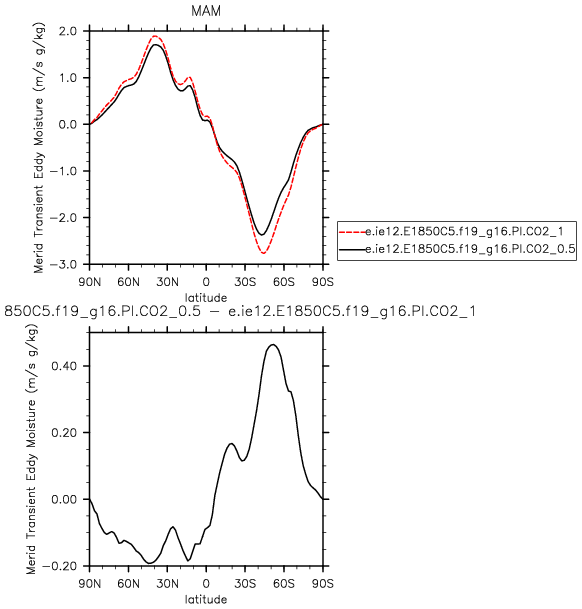 MAM
Merid Transient Eddy Moisture (m/s g/kg)
2.0
1.0
0.0
−1.0
−2.0
−3.0
90N 60N 30N 0 30S 60S 90S
latitude
e.ie12.E1850C5.f19_g16.PI.CO2_1
e.ie12.E1850C5.f19_g16.PI.CO2_0.5
850C5.f19_g16.PI.CO2_0.5 − e.ie12.E1850C5.f19_g16.PI.CO2_1
Merid Transient Eddy Moisture (m/s g/kg)
0.40
0.20
0.00
−0.20
90N 60N 30N 0 30S 60S 90S
latitude